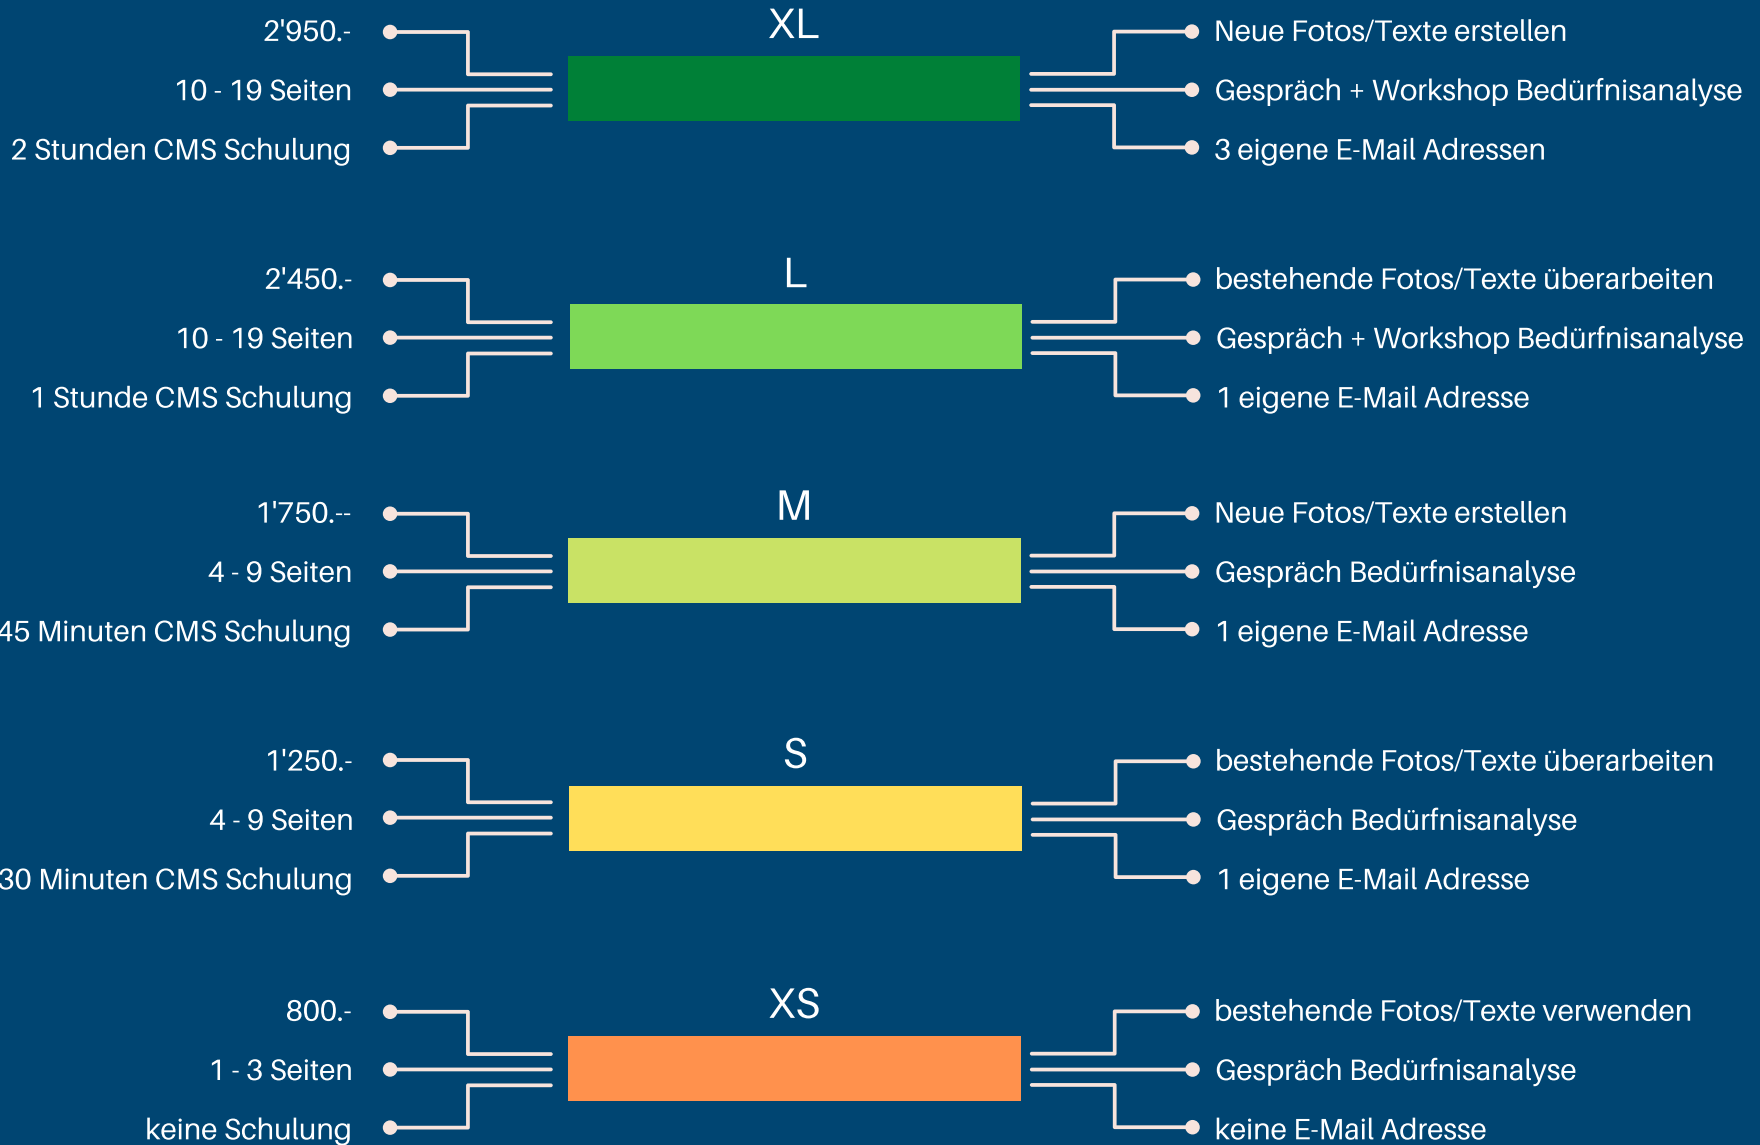 XL
2'950.-
10 - 19 Seiten
2 Stunden CMS Schulung
Neue Fotos/Texte erstellen
Gespräch + Workshop Bedürfnisanalyse
3 eigene E-Mail Adressen
L
2'450.-
10 - 19 Seiten
1 Stunde CMS Schulung
bestehende Fotos/Texte überarbeiten
Gespräch + Workshop Bedürfnisanalyse
1 eigene E-Mail Adresse
M
1'750.--
4 - 9 Seiten
45 Minuten CMS Schulung
Neue Fotos/Texte erstellen
Gespräch Bedürfnisanalyse
1 eigene E-Mail Adresse
S
1'250.-
4 - 9 Seiten
30 Minuten CMS Schulung
bestehende Fotos/Texte überarbeiten
Gespräch Bedürfnisanalyse
1 eigene E-Mail Adresse
XS
800.-
1 - 3 Seiten
keine Schulung
bestehende Fotos/Texte verwenden
Gespräch Bedürfnisanalyse
keine E-Mail Adresse